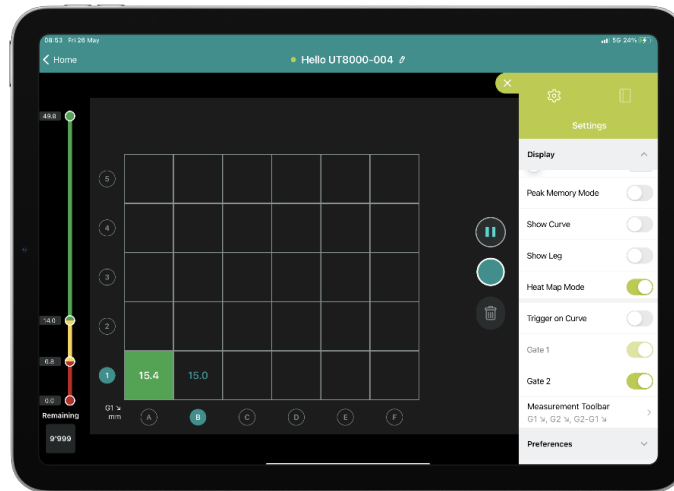 08:53 Fri 26 May
5G 24%
Home
Hello UT8000-004
Settings
49.8
14.0
6.8
0.0
Remaining
9'999
5
4
3
2
1
15.4
15.0
G1 ↘
mm
A
B
C
D
E
F
Display
Peak Memory Mode
Show Curve
Show Leg
Heat Map Mode
Trigger on Curve
Gate 1
Gate 2
Measurement Toolbar
G1 ↘, G2 ↘, G2-G1 ↘
Preferences